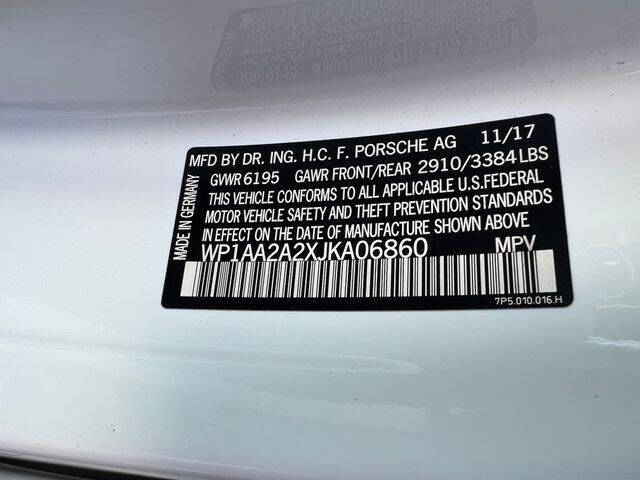 MFD BY DR. ING. H.C. F. PORSCHE AG 11/17
GVWR 6195 GAWR FRONT/REAR 2910/3384 LBS
THIS VEHICLE CONFORMS TO ALL APPLICABLE U.S. FEDERAL
MOTOR VEHICLE SAFETY AND THEFT PREVENTION STANDARDS
IN EFFECT ON THE DATE OF MANUFACTURE SHOWN ABOVE
WP1AA2A2XJKA06860 MPV
7P5.010.016.H
MADE IN GERMANY